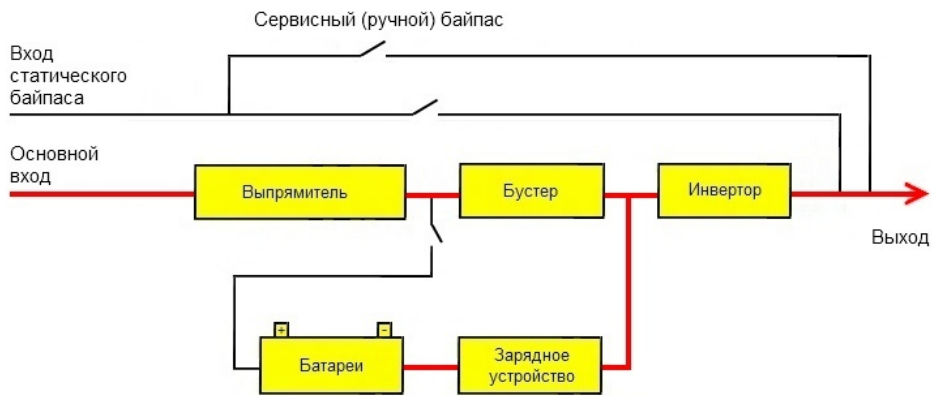 Сервисный (ручной) байпас
Вход
статического
байпаса
Основной
вход
Выпрямитель
Бустер
Инвертор
Выход
+
-
Батареи
Зарядное
устройство